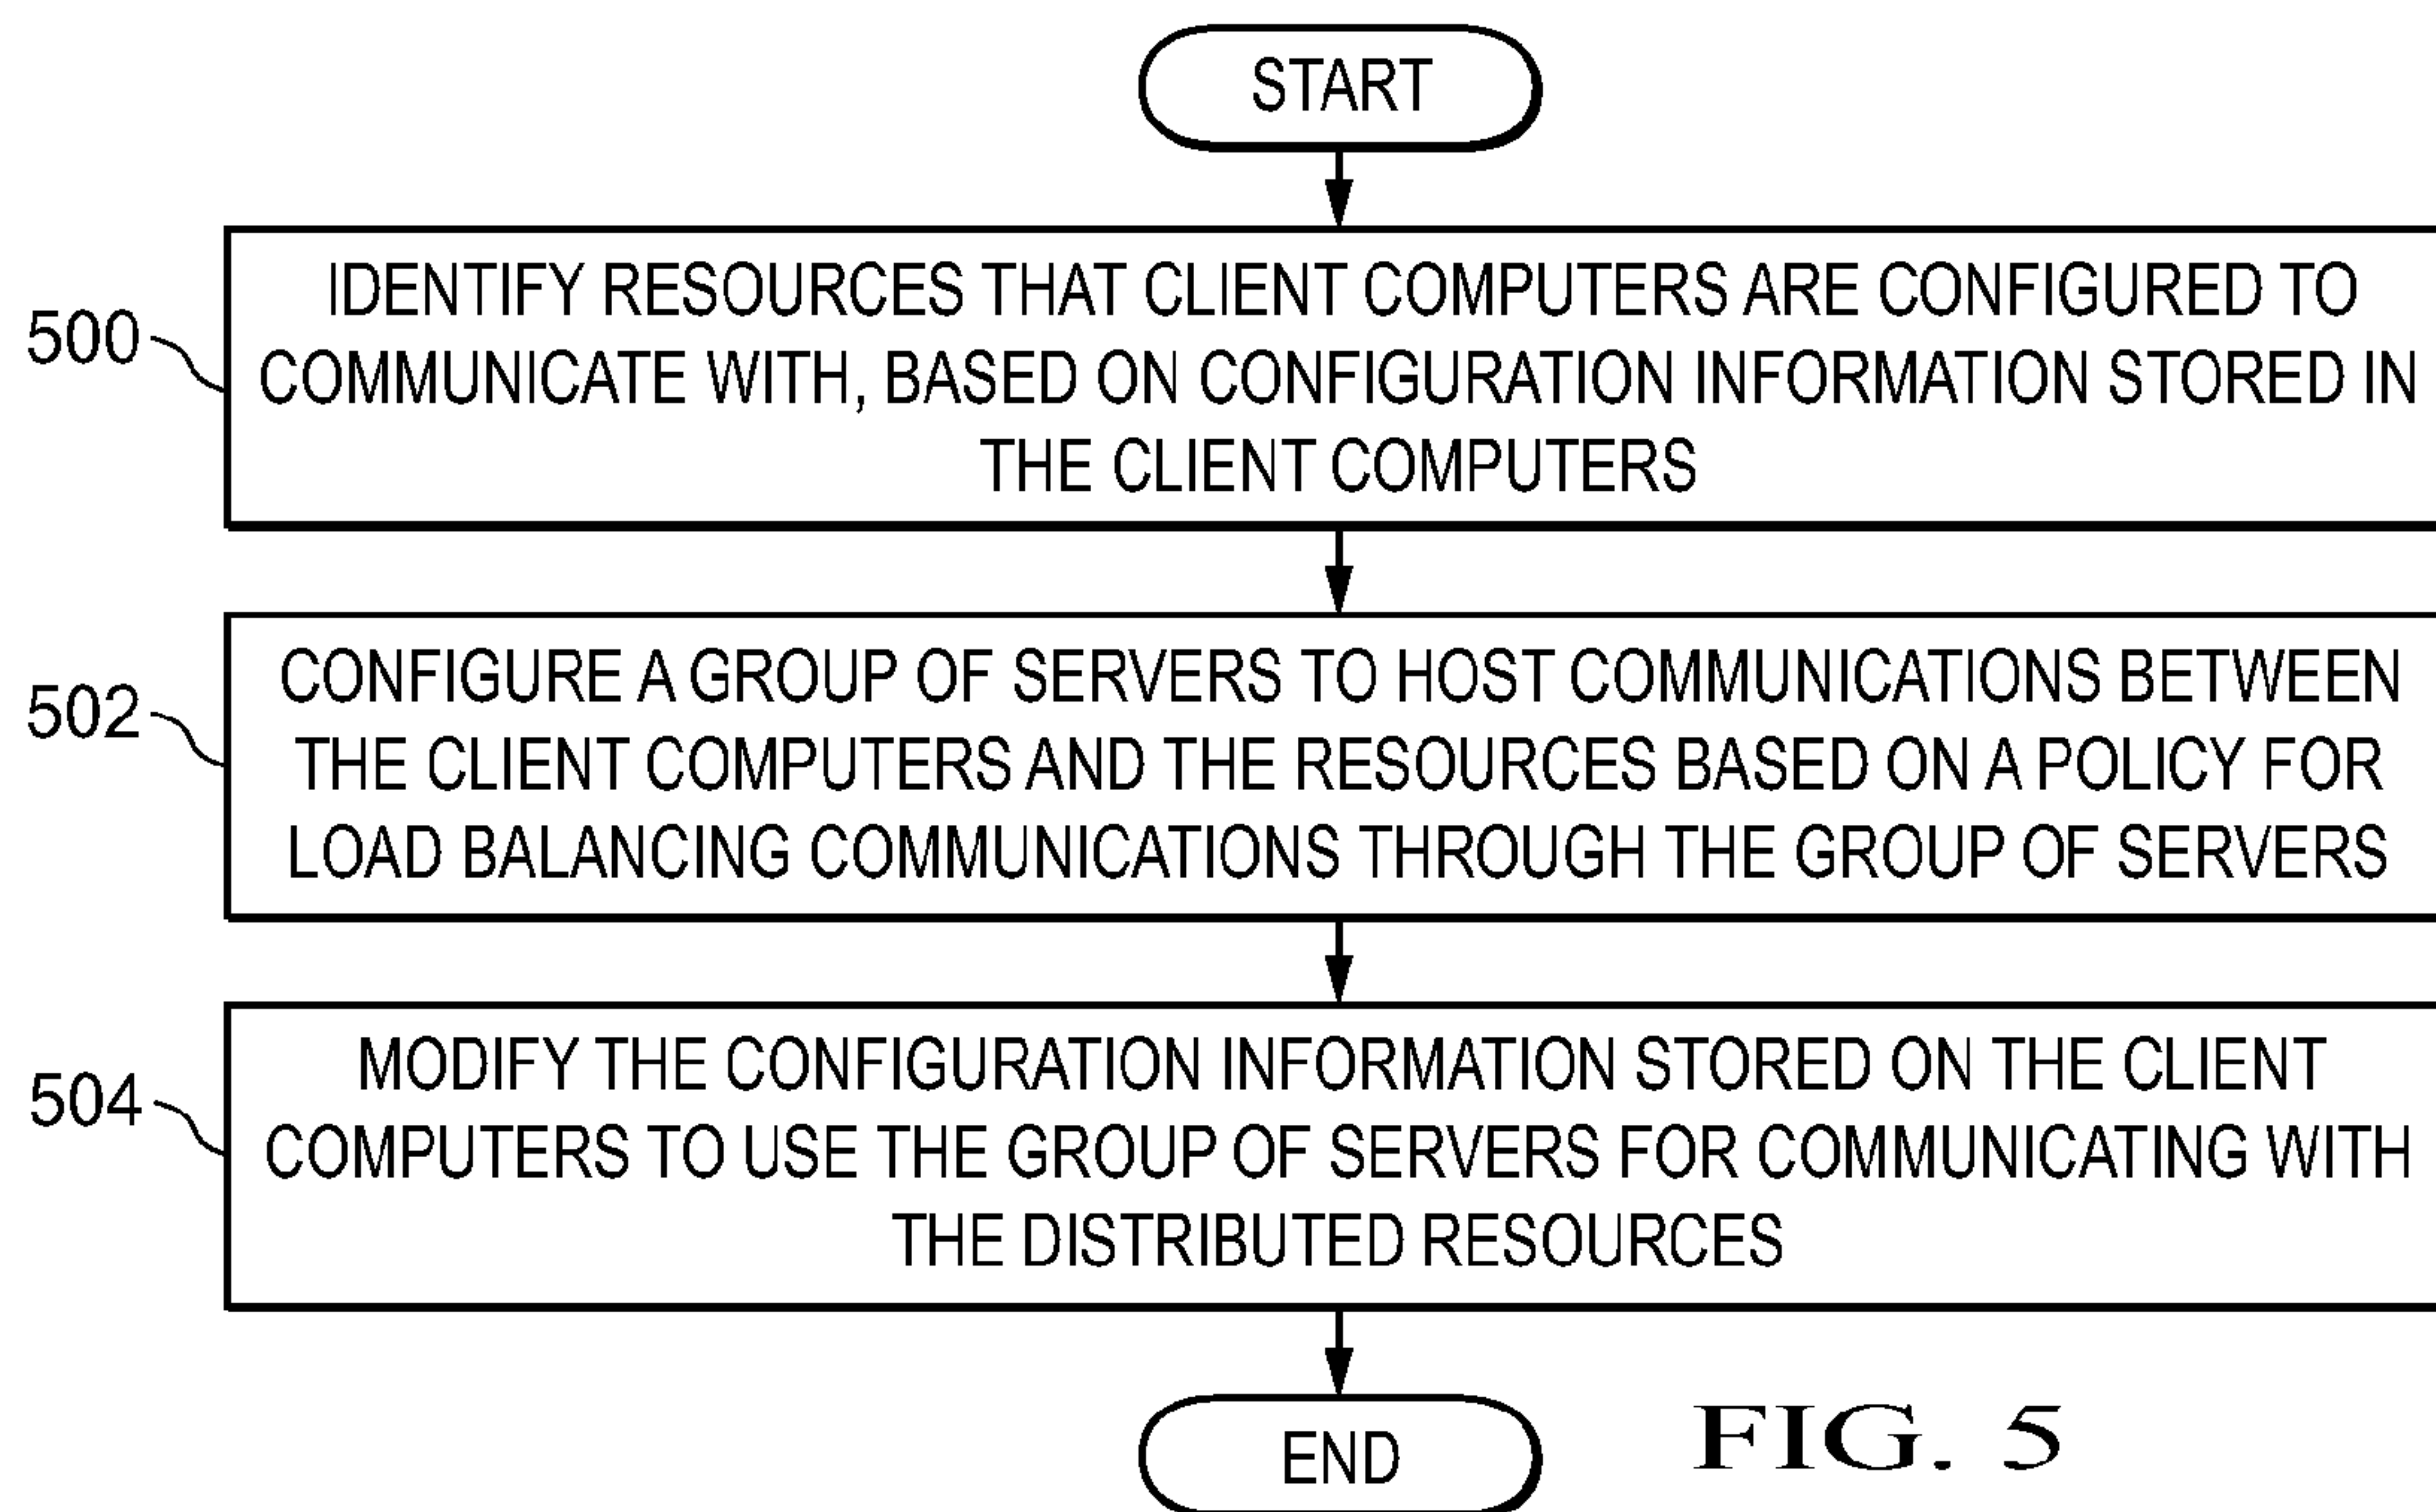 START
500
IDENTIFY RESOURCES THAT CLIENT COMPUTERS ARE CONFIGURED TO
COMMUNICATE WITH, BASED ON CONFIGURATION INFORMATION STORED IN
THE CLIENT COMPUTERS
502
CONFIGURE A GROUP OF SERVERS TO HOST COMMUNICATIONS BETWEEN
THE CLIENT COMPUTERS AND THE RESOURCES BASED ON A POLICY FOR
LOAD BALANCING COMMUNICATIONS THROUGH THE GROUP OF SERVERS
504
MODIFY THE CONFIGURATION INFORMATION STORED ON THE CLIENT
COMPUTERS TO USE THE GROUP OF SERVERS FOR COMMUNICATING WITH
THE DISTRIBUTED RESOURCES
END
FIG. 5